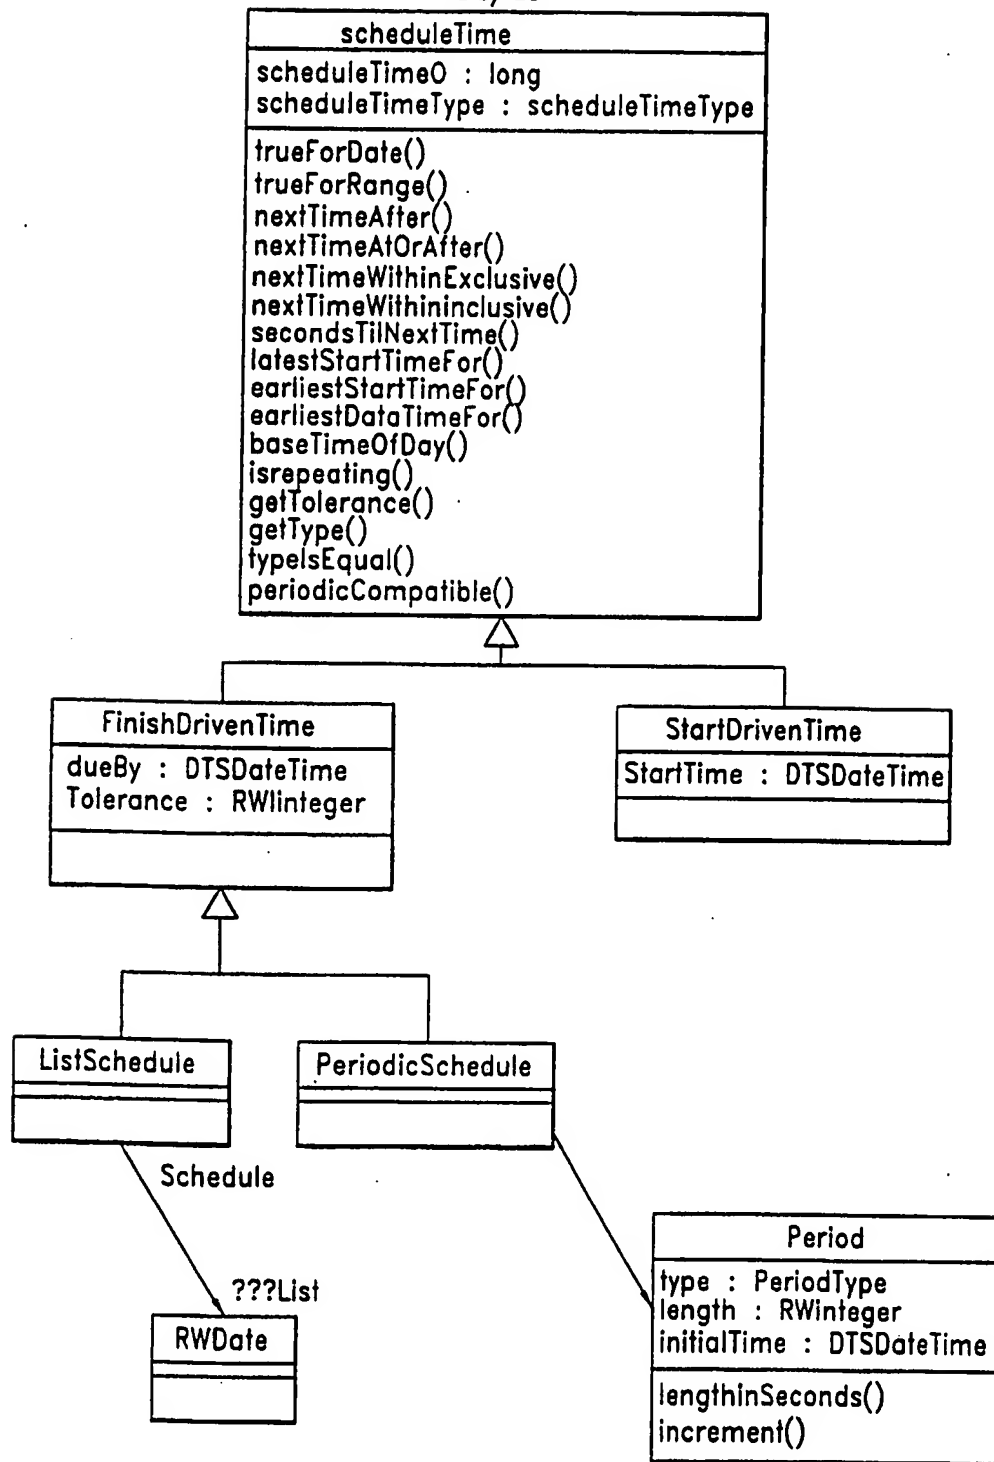 scheduleTime
scheduleTimeO : long
scheduleTimeType : scheduleTimeType
trueForDate()
trueForRange()
nextTimeAfter()
nextTimeAtOrAfter()
nextTimeWithinExclusive()
nextTimeWithininclusive()
secondsTilNextTime()
latestStartTimeFor()
earliestStartTimeFor()
earliestDataTimeFor()
baseTimeOfDay()
isrepeating()
getTolerance()
getType()
typeIsEqual()
periodicCompatible()
FinishDrivenTime
dueBy : DTSDateTime
Tolerance : RWIinteger
StartDrivenTime
StartTime : DTSDateTime
ListSchedule
PeriodicSchedule
Schedule
???List
RWDate
Period
type : PeriodType
length : RWinteger
initialTime : DTSDateTime
lengthinSeconds()
increment()